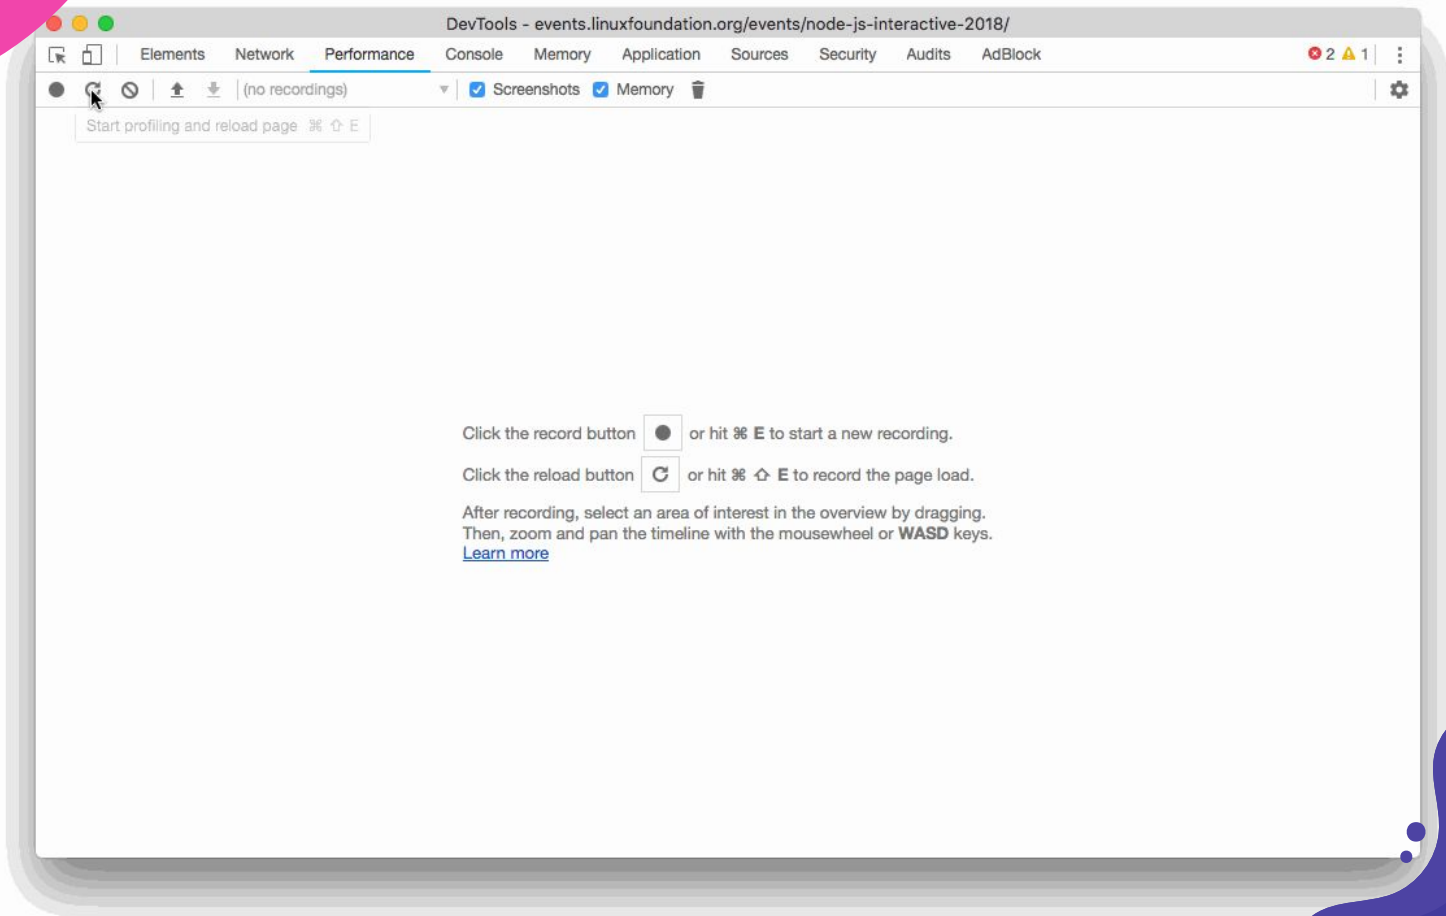 DevTools - events.linuxfoundation.org/events/node-js-interactive-2018/
Elements Network Performance Console Memory Application Sources Security Audits AdBlock 2 1
(no recordings) Screenshots Memory
Start profiling and reload page ⌘ ⇧ E
Click the record button or hit ⌘ E to start a new recording.
Click the reload button or hit ⌘ ⇧ E to record the page load.
After recording, select an area of interest in the overview by dragging.
Then, zoom and pan the timeline with the mousewheel or WASD keys.
Learn more